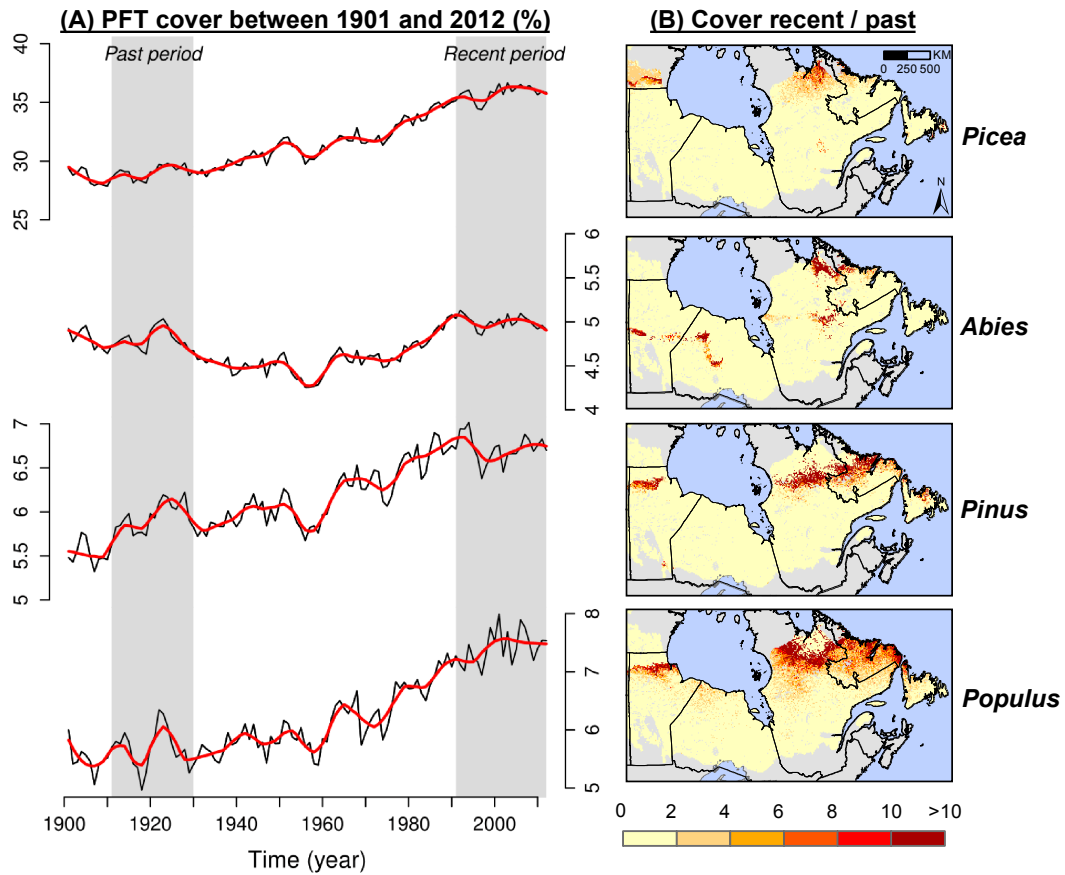 (A) PFT cover between 1901 and 2012 (%)
(B) Cover recent / past
Past period
Recent period
40
35
30
25
6
5.5
5
4.5
4
7
6.5
6
5.5
5
8
7
6
5
1900 1920 1940 1960 1980 2000
Time (year)
KM
0 250 500
N
Picea
Abies
Pinus
Populus
0 2 4 6 8 10 >10